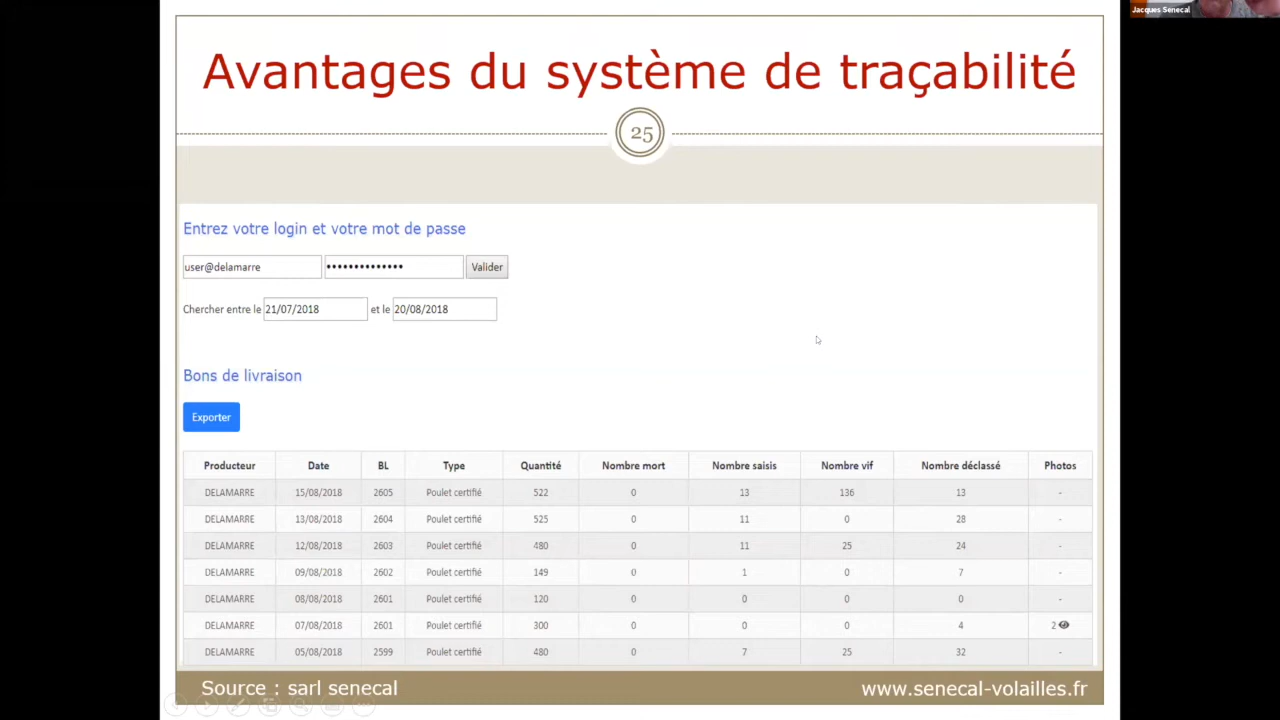 Jacques Senecal
Avantages du système de traçabilité
25
Entrez votre login et votre mot de passe
user@delamarre •••••••••••••• Valider
Chercher entre le 21/07/2018 et le 20/08/2018
Bons de livraison
Exporter
Producteur Date BL Type Quantité Nombre mort Nombre saisis Nombre vif Nombre déclassé Photos
DELAMARRE 15/08/2018 2605 Poulet certifié 522 0 13 136 13 -
DELAMARRE 13/08/2018 2604 Poulet certifié 525 0 11 0 28 -
DELAMARRE 12/08/2018 2603 Poulet certifié 480 0 11 25 24 -
DELAMARRE 09/08/2018 2602 Poulet certifié 149 0 1 0 7 -
DELAMARRE 08/08/2018 2601 Poulet certifié 120 0 0 0 0 -
DELAMARRE 07/08/2018 2601 Poulet certifié 300 0 0 0 4 2
DELAMARRE 05/08/2018 2599 Poulet certifié 480 0 7 25 32 -
Source : sarl senecal www.senecal-volailles.fr